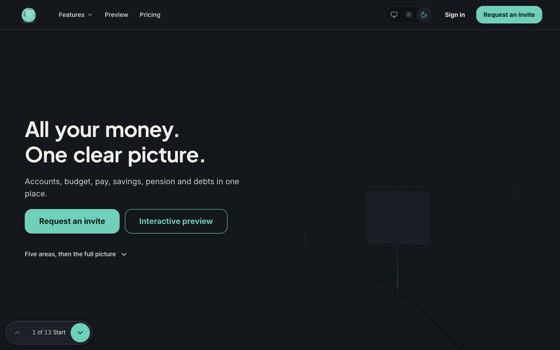 Features
Preview
Pricing
Sign in
Request an invite
All your money.
One clear picture.
Accounts, budget, pay, savings, pension and debts in one
place.
Request an invite
Interactive preview
Five areas, then the full picture
1 of 13 Start